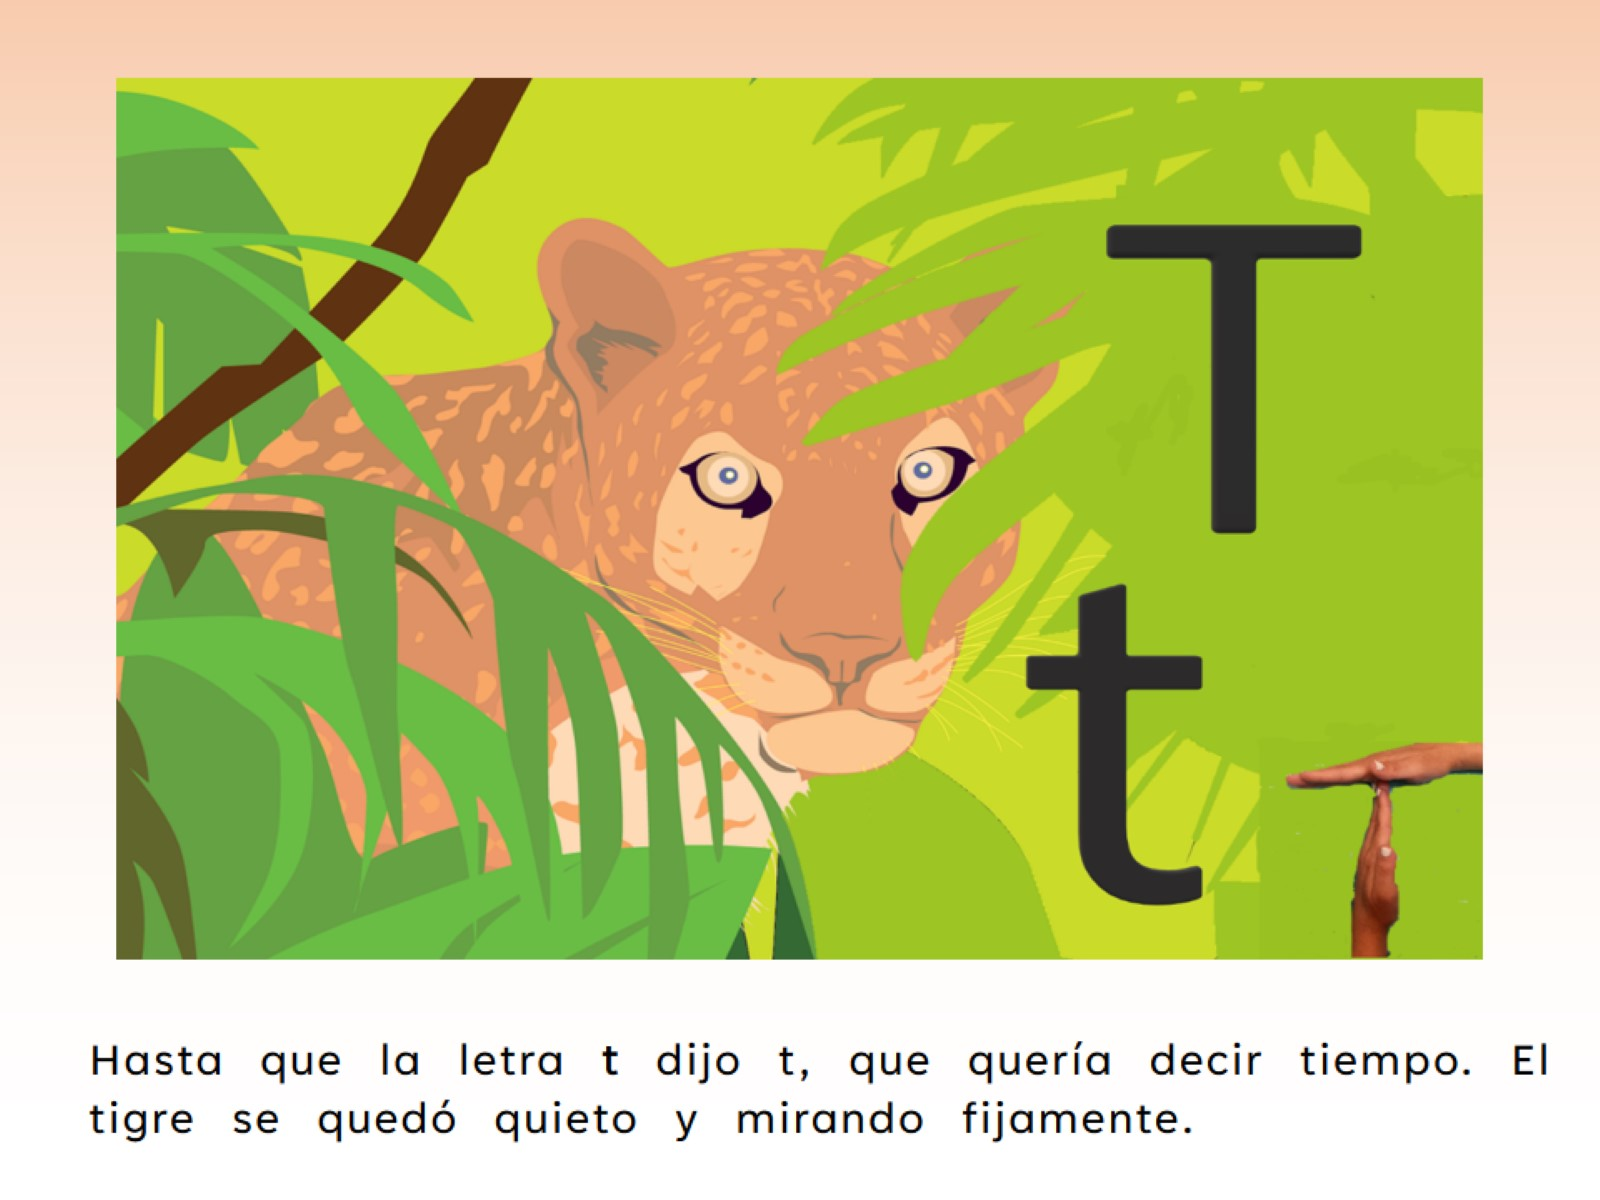 T
t
Hasta que la letra t dijo t, que quería decir tiempo. El
tigre se quedó quieto y mirando fijamente.